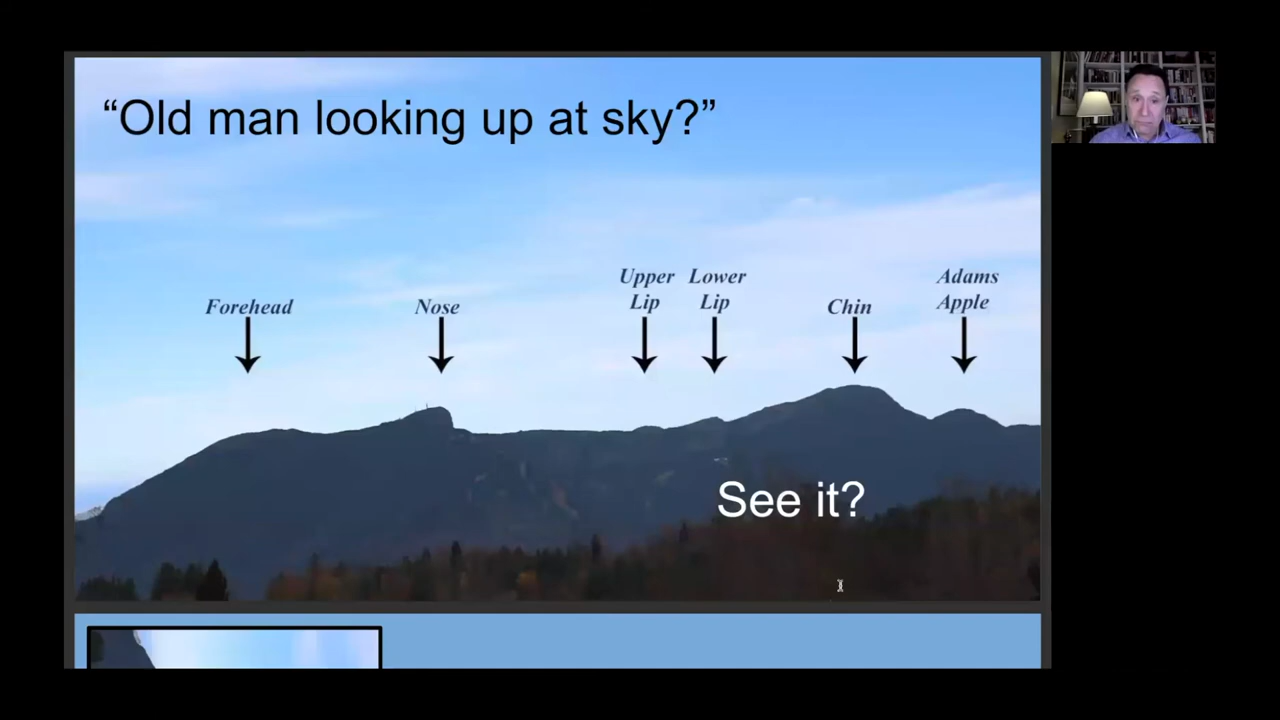 “Old man looking up at sky?”
Forehead
Nose
Upper
Lip
Lower
Lip
Chin
Adams
Apple
See it?